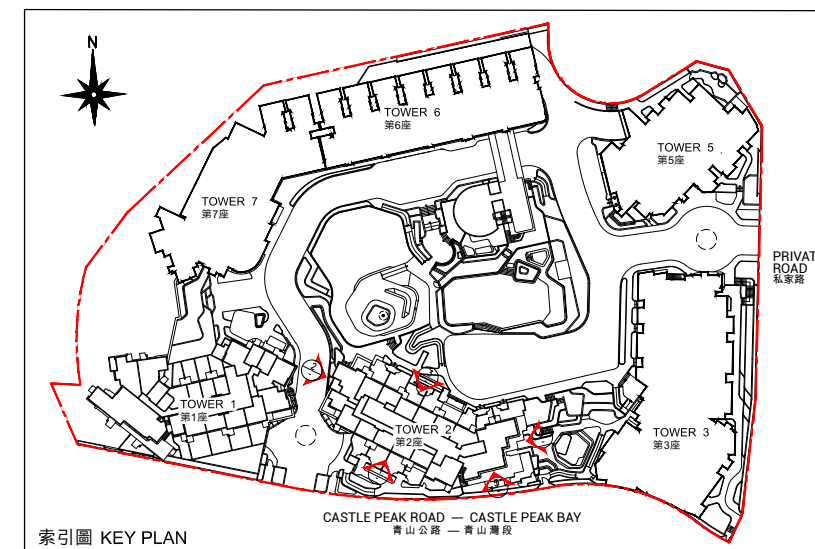 N
TOWER 6
第6座
TOWER 5
第5座
TOWER 7
第7座
PRIVAT
ROAD
私家路
TOWER 1
第1座
TOWER 2
第2座
TOWER 3
第3座
CASTLE PEAK ROAD — CASTLE PEAK BAY
青山公路 — 青山灣段
索引圖 KEY PLAN